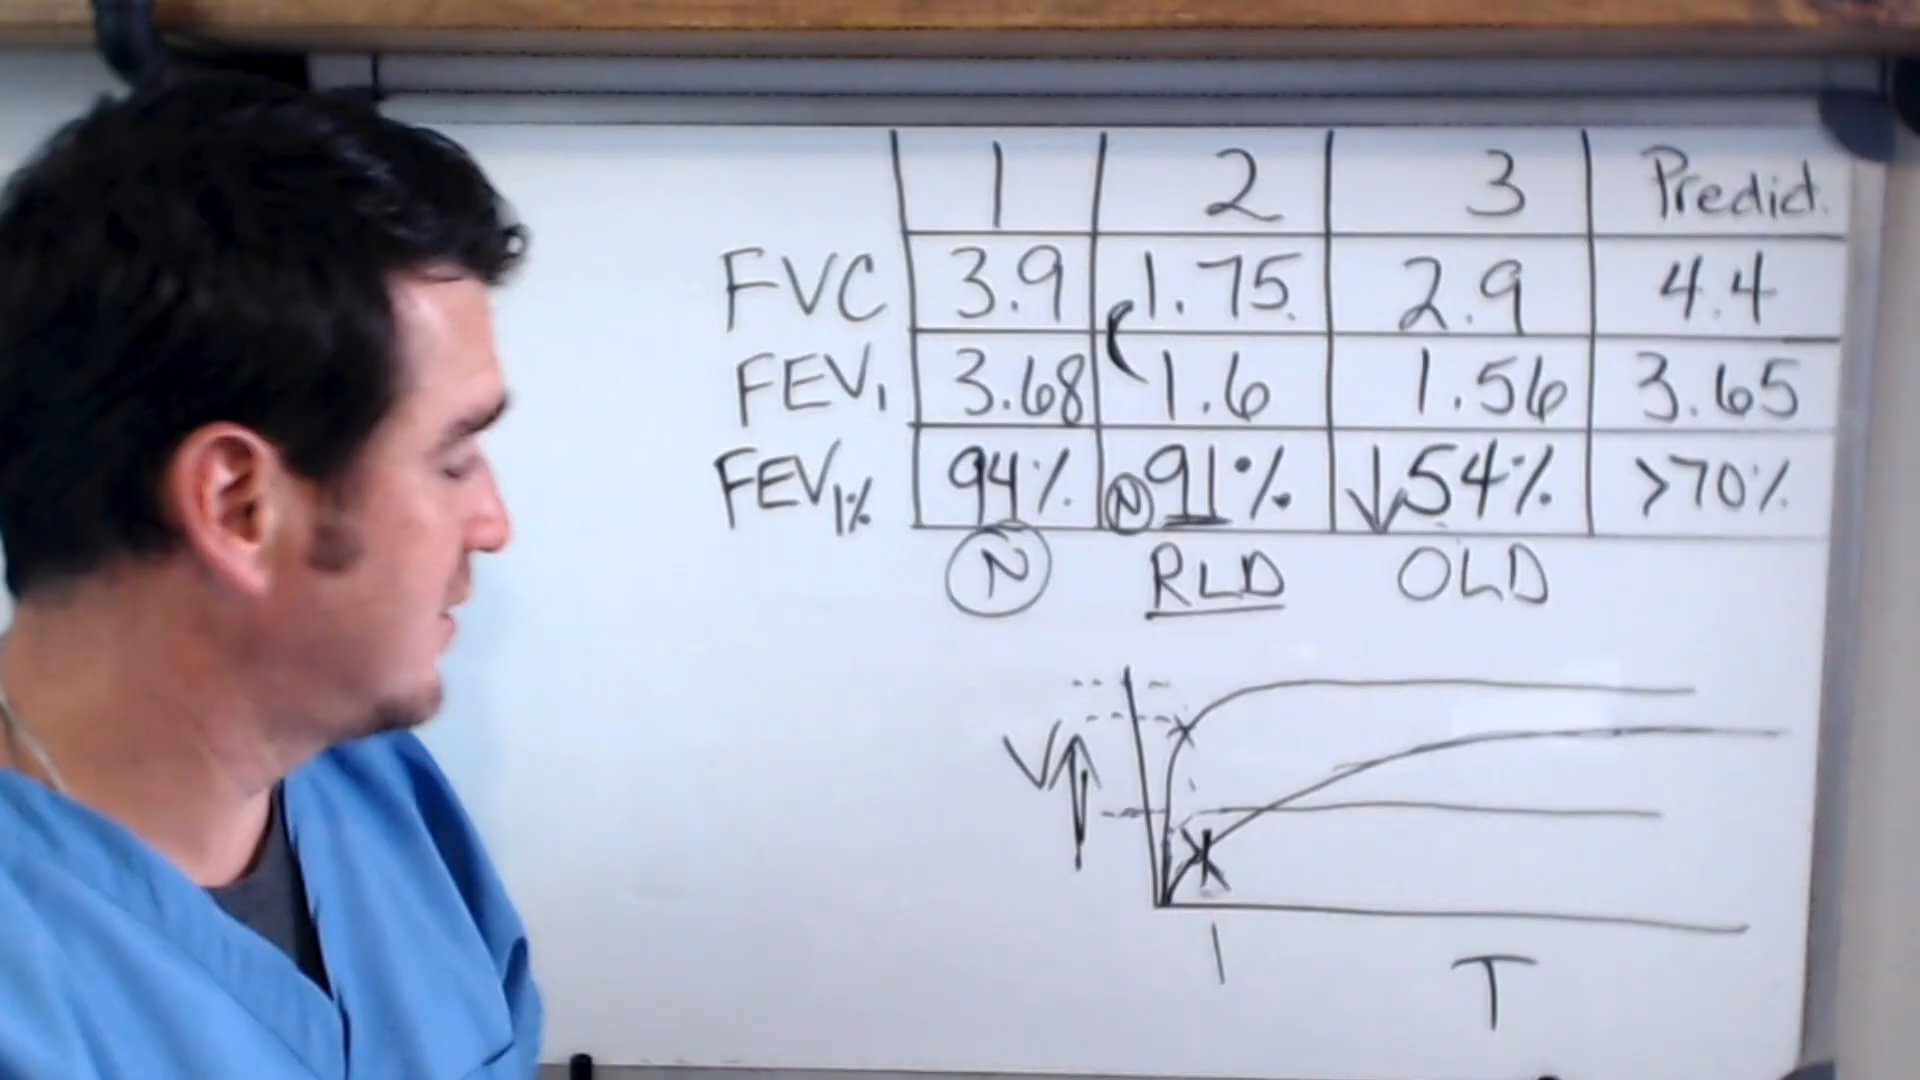 1 2 3 Predict.
FVC 3.9 1.75 2.9 4.4
FEV₁ 3.68 1.6 1.56 3.65
FEV1% 94% N 91% ↓54% >70%
N RLD OLD
V↑
1
T